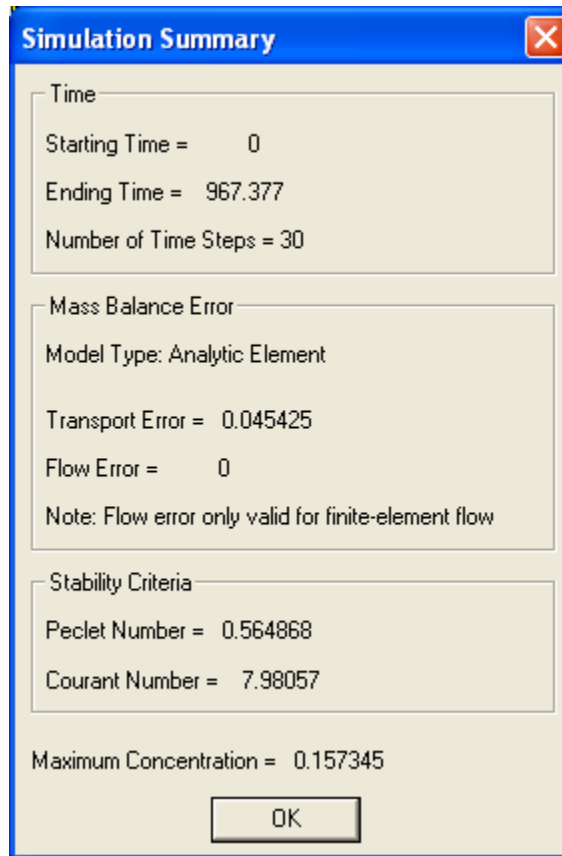 Simulation Summary
Time
Starting Time = 0
Ending Time = 967.377
Number of Time Steps = 30
Mass Balance Error
Model Type: Analytic Element
Transport Error = 0.045425
Flow Error = 0
Note: Flow error only valid for finite-element flow
Stability Criteria
Peclet Number = 0.564868
Courant Number = 7.98057
Maximum Concentration = 0.157345
OK